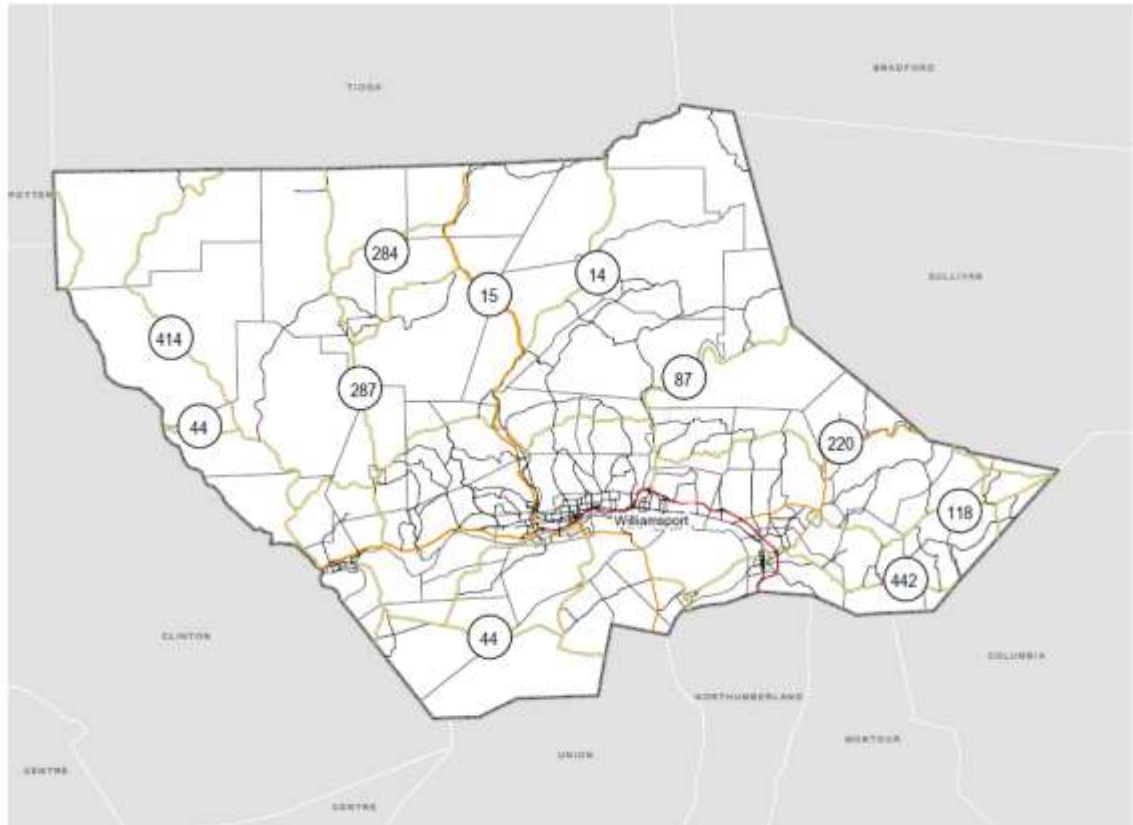 BRADFORD
TIOGA
POTTER
284
14
15
SULLIVAN
414
87
287
44
220
118
Williamsport
442
44
CLINTON
COLUMBIA
NORTHUMBERLAND
MONTOUR
UNION
CENTRE
CENTRE